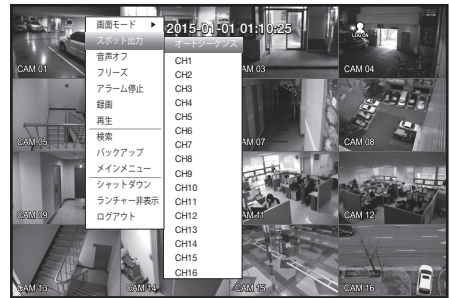 画面モード ▶
2015-01-01 01:10:25
LOG ON
スポット出力
オートシーケンス
音声オフ
フリーズ
アラーム停止
録画
再生
検索
バックアップ
メインメニュー
シャットダウン
ランチャー非表示
ログアウト
CH1
CH2
CH3
CH4
CH5
CH6
CH7
CH8
CH9
CH10
CH11
CH12
CH13
CH14
CH15
CH16
CAM 01
CAM 03
CAM 04
CAM 05
CAM 07
CAM 08
CAM 09
CAM 11
CAM 12
CAM 13
CAM 14
CAM 15
CAM 16